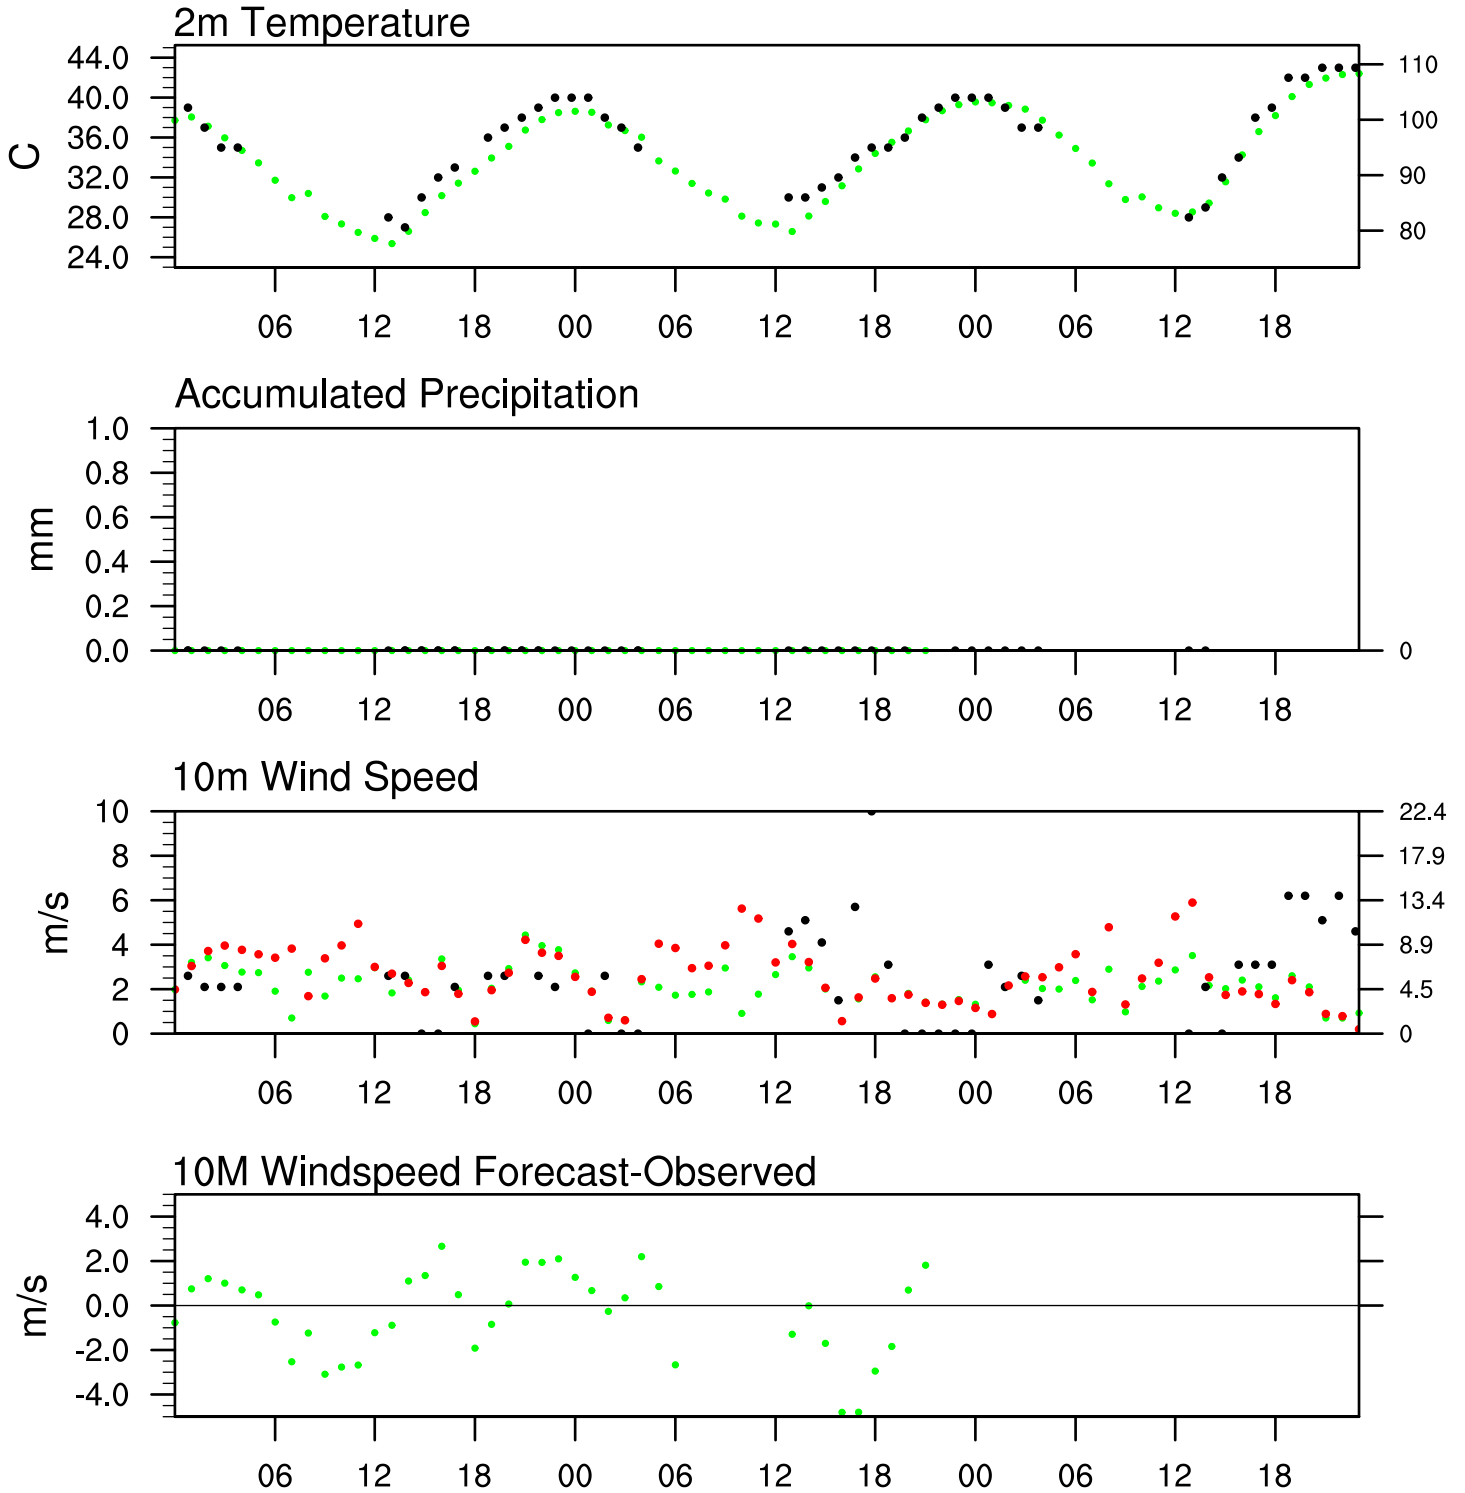 2m Temperature
44.0
40.0
36.0
32.0
28.0
24.0
C
110
100
90
80
06 12 18 00 06 12 18 00 06 12 18
Accumulated Precipitation
1.0
0.8
0.6
0.4
0.2
0.0
mm
0
06 12 18 00 06 12 18 00 06 12 18
10m Wind Speed
10
8
6
4
2
0
m/s
22.4
17.9
13.4
8.9
4.5
0
06 12 18 00 06 12 18 00 06 12 18
10M Windspeed Forecast-Observed
4.0
2.0
0.0
-2.0
-4.0
m/s
06 12 18 00 06 12 18 00 06 12 18